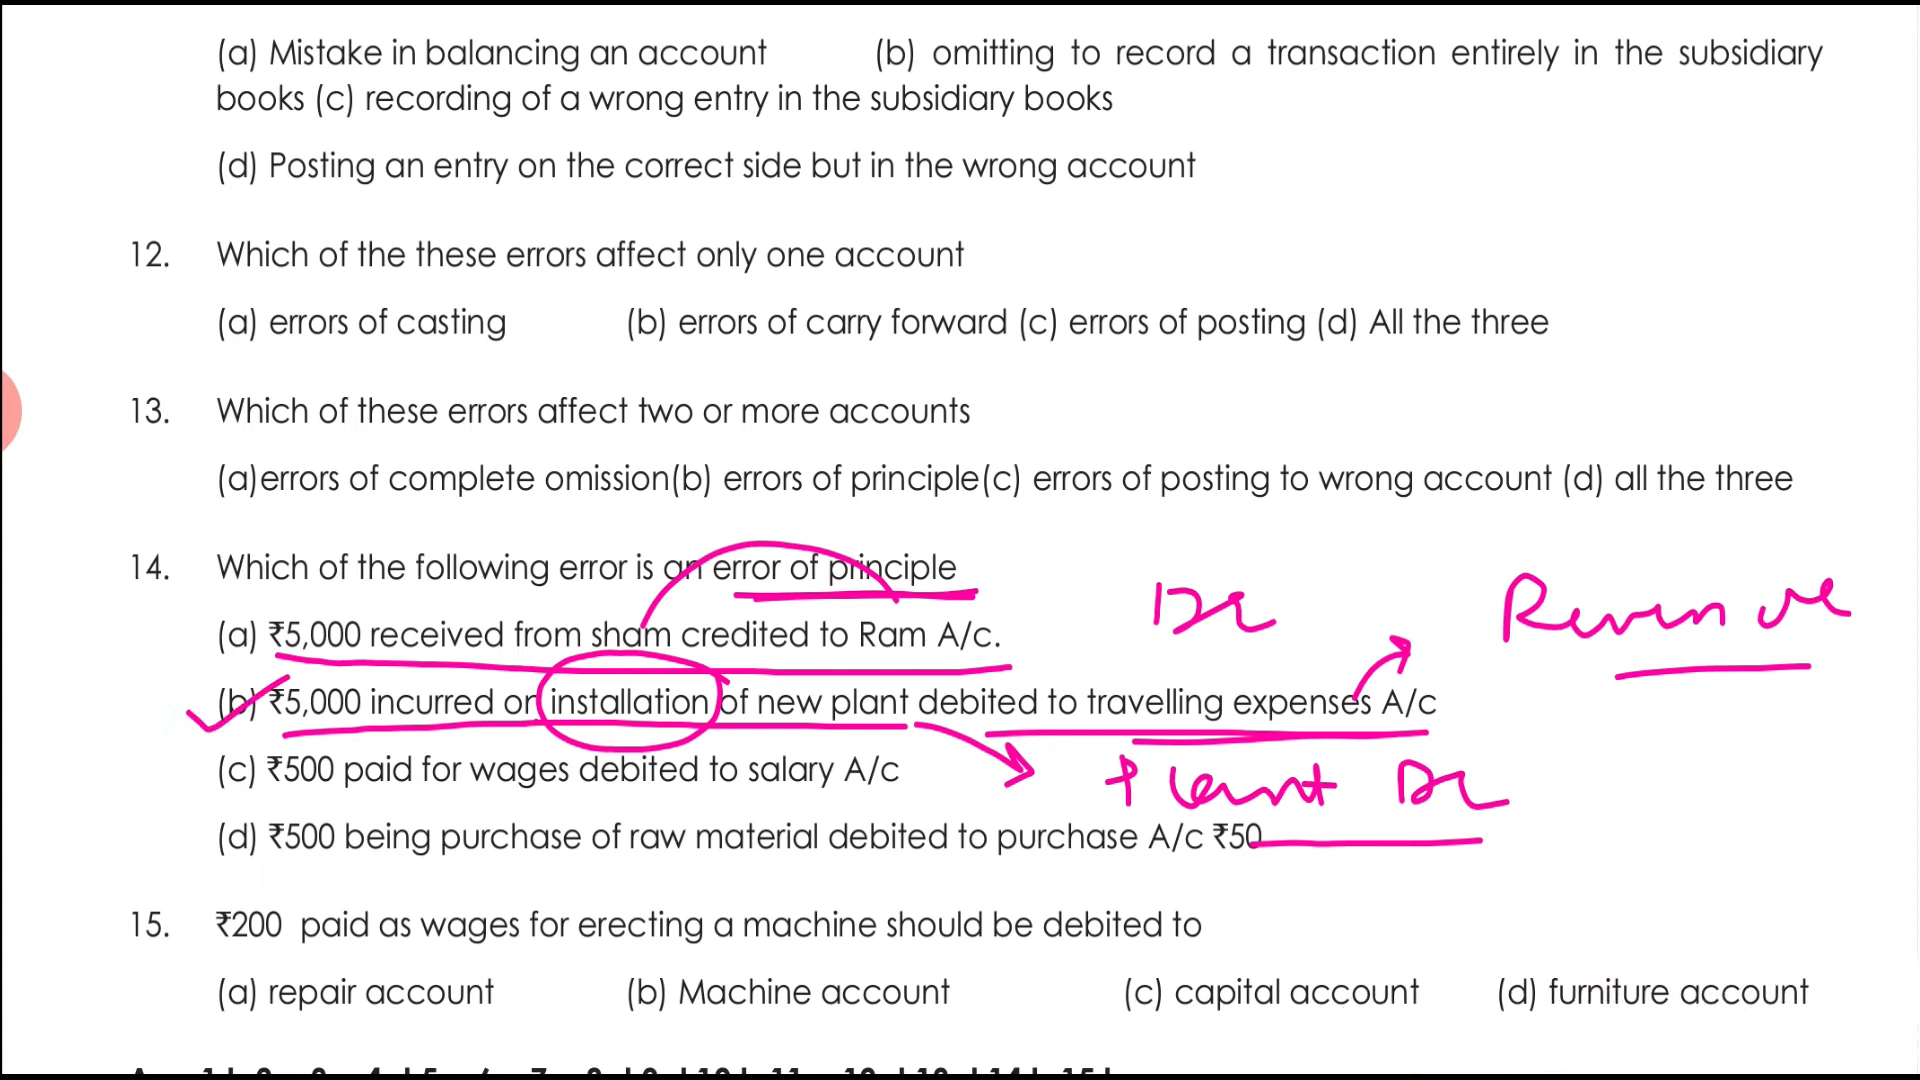 (a) Mistake in balancing an account (b) omitting to record a transaction entirely in the subsidiary
books (c) recording of a wrong entry in the subsidiary books
(d) Posting an entry on the correct side but in the wrong account
12. Which of the these errors affect only one account
(a) errors of casting (b) errors of carry forward (c) errors of posting (d) All the three
13. Which of these errors affect two or more accounts
(a)errors of complete omission(b) errors of principle(c) errors of posting to wrong account (d) all the three
14. Which of the following error is an error of principle
Dr Revenue
(a) ₹5,000 received from sham credited to Ram A/c.
(b) ₹5,000 incurred on installation of new plant debited to travelling expenses A/c
(c) ₹500 paid for wages debited to salary A/c
Plant Dr
(d) ₹500 being purchase of raw material debited to purchase A/c ₹50
15. ₹200 paid as wages for erecting a machine should be debited to
(a) repair account (b) Machine account (c) capital account (d) furniture account